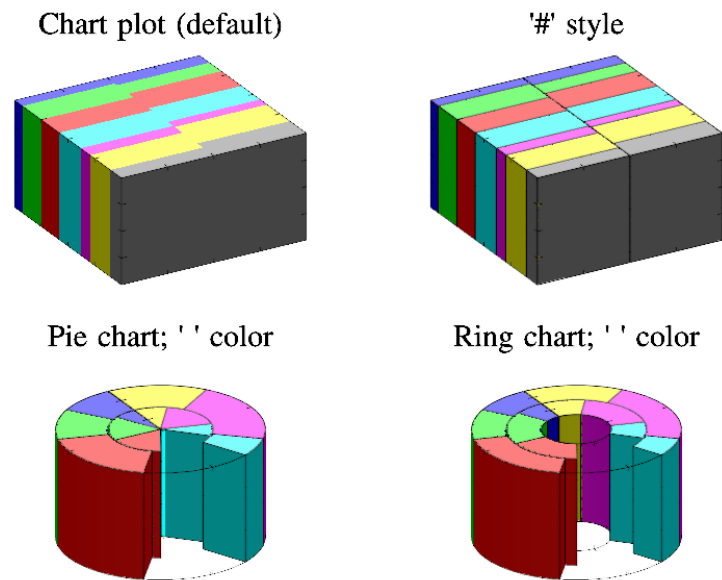 Chart plot (default)
'#' style
Pie chart; ' ' color
Ring chart; ' ' color